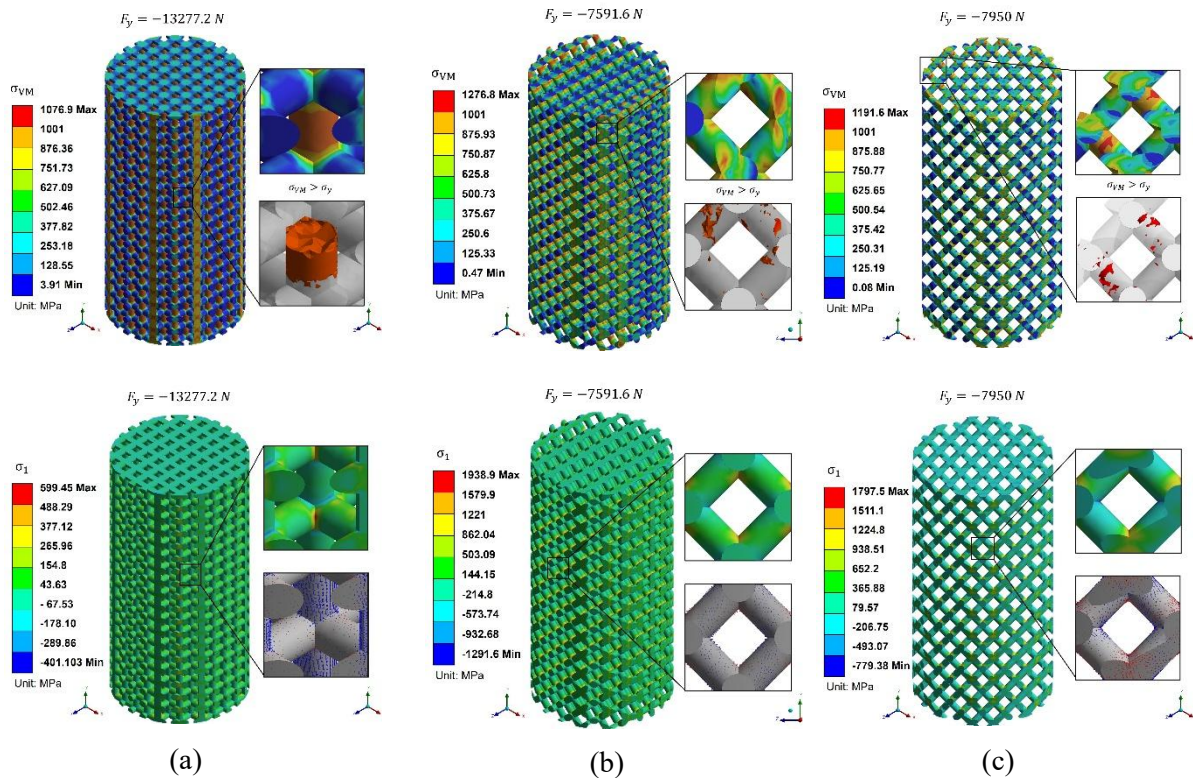 F_y = −13277.2 N
σ_VM
1076.9 Max
1001
876.36
751.73
627.09
502.46
377.82
253.18
128.55
3.91 Min
Unit: MPa
σ_VM > σ_y
F_y = −7591.6 N
σ_VM
1276.8 Max
1001
875.93
750.87
625.8
500.73
375.67
250.6
125.33
0.47 Min
Unit: MPa
σ_VM > σ_y
F_y = −7950 N
σ_VM
1191.6 Max
1001
875.88
750.77
625.65
500.54
375.42
250.31
125.19
0.08 Min
Unit: MPa
σ_VM > σ_y
F_y = −13277.2 N
σ_1
599.45 Max
488.29
377.12
265.96
154.8
43.63
- 67.53
-178.10
-289.86
-401.103 Min
Unit: MPa
F_y = −7591.6 N
σ_1
1938.9 Max
1579.9
1221
862.04
503.09
144.15
-214.8
-573.74
-932.68
-1291.6 Min
Unit: MPa
F_y = −7950 N
σ_1
1797.5 Max
1511.1
1224.8
938.51
652.2
365.88
79.57
-206.75
-493.07
-779.38 Min
Unit: MPa
(a)
(b)
(c)